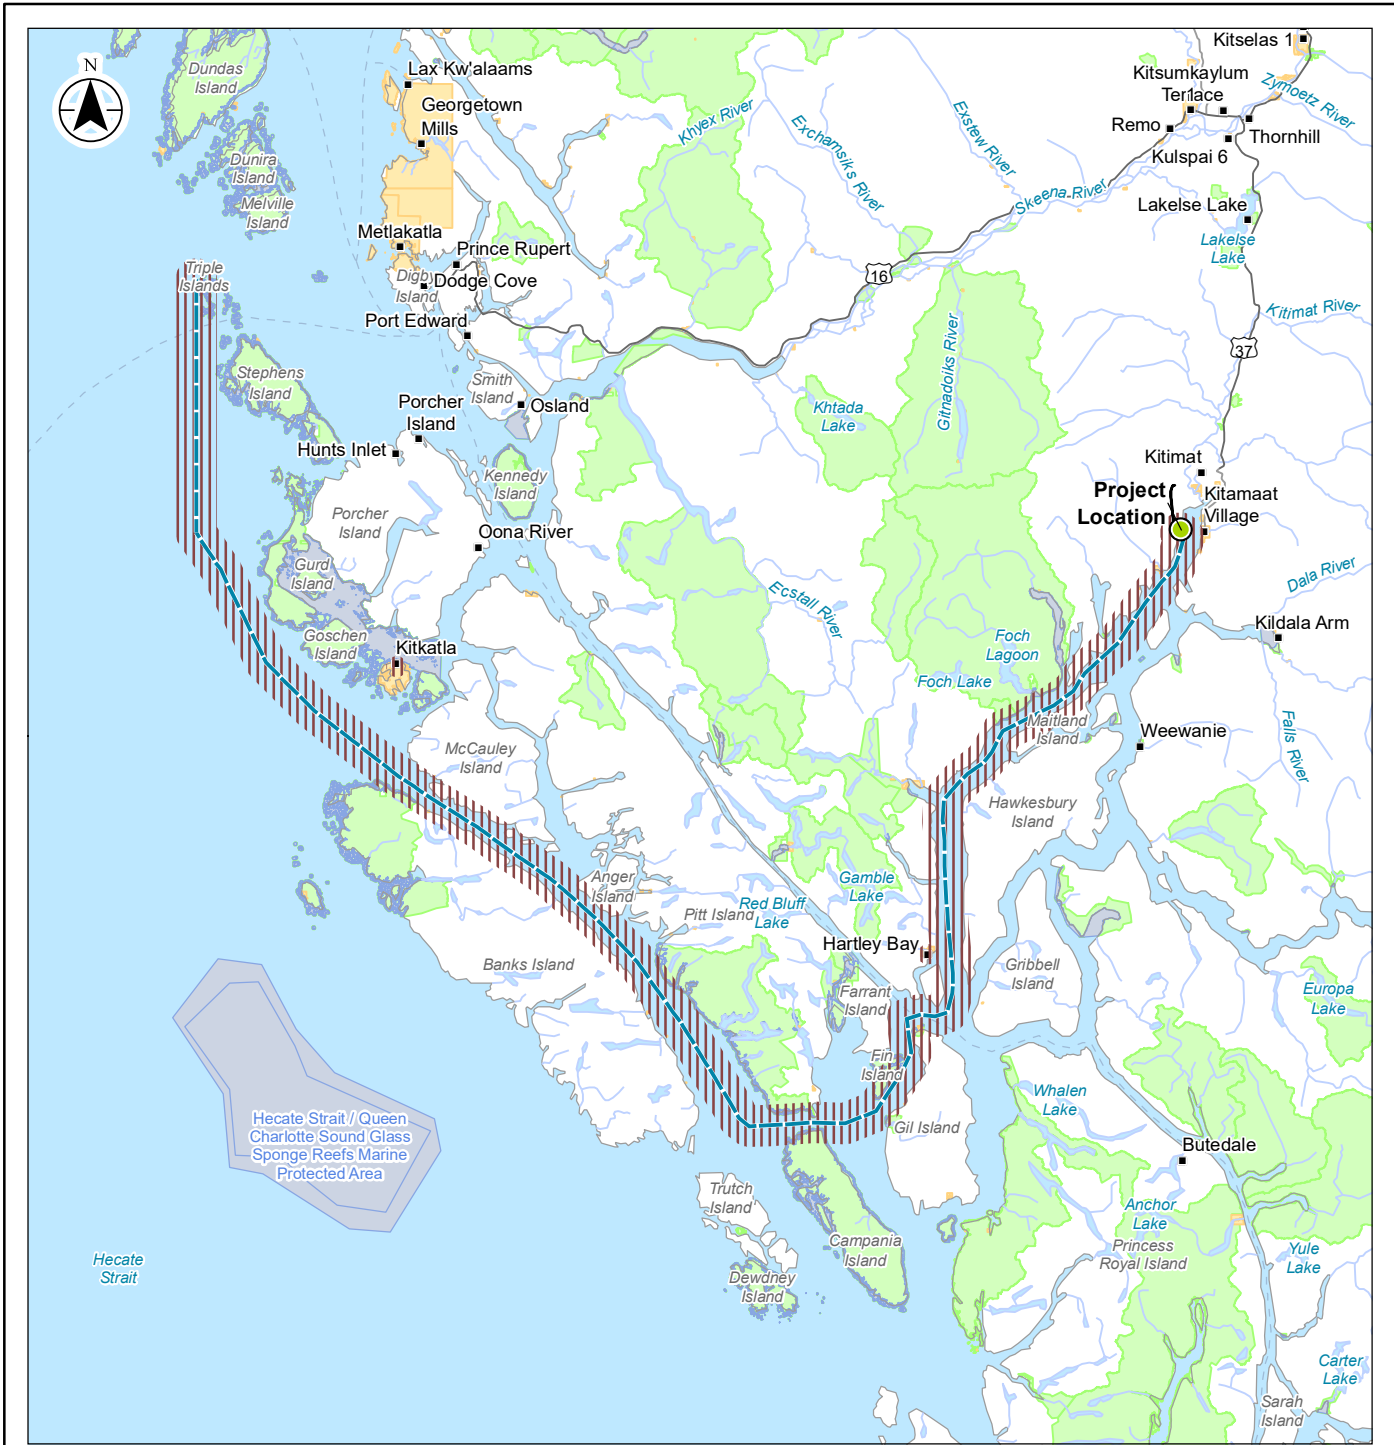 N
Dundas
Island
Lax Kw'alaams
Georgetown
Mills
Khyex River
Exchamsiks River
Exstew River
Kitselas 1
Kitsumkaylum
Terrace
Zymoetz River
Remo
Thornhill
Kulspai 6
Skeena River
Lakelse Lake
Lakelse
Lake
Dunira
Island
Melville
Island
Metlakatla
Prince Rupert
Digby
Island
Dodge Cove
Port Edward
Triple
Islands
16
Kitimat River
37
Gitnadoiks River
Stephens
Island
Smith
Island
Osland
Porcher
Island
Hunts Inlet
Khtada
Lake
Kennedy
Island
Kitimat
Project
Location
Kitamaat
Village
Porcher
Island
Oona River
Gurd
Island
Ecstall River
Dala River
Goschen
Island
Kitkatla
Foch
Lagoon
Foch Lake
Kildala Arm
McCauley
Island
Maitland
Island
Weewanie
Falls River
Hawkesbury
Island
Anger
Island
Pitt Island
Red Bluff
Lake
Gamble
Lake
Hartley Bay
Banks Island
Farrant
Island
Gribbell
Island
Europa
Lake
Fin
Island
Whalen
Lake
Gil Island
Hecate Strait / Queen
Charlotte Sound Glass
Sponge Reefs Marine
Protected Area
Butedale
Trutch
Island
Anchor
Lake
Princess
Royal Island
Campania
Island
Yule
Lake
Hecate
Strait
Dewdney
Island
Carter
Lake
Sarah
Island